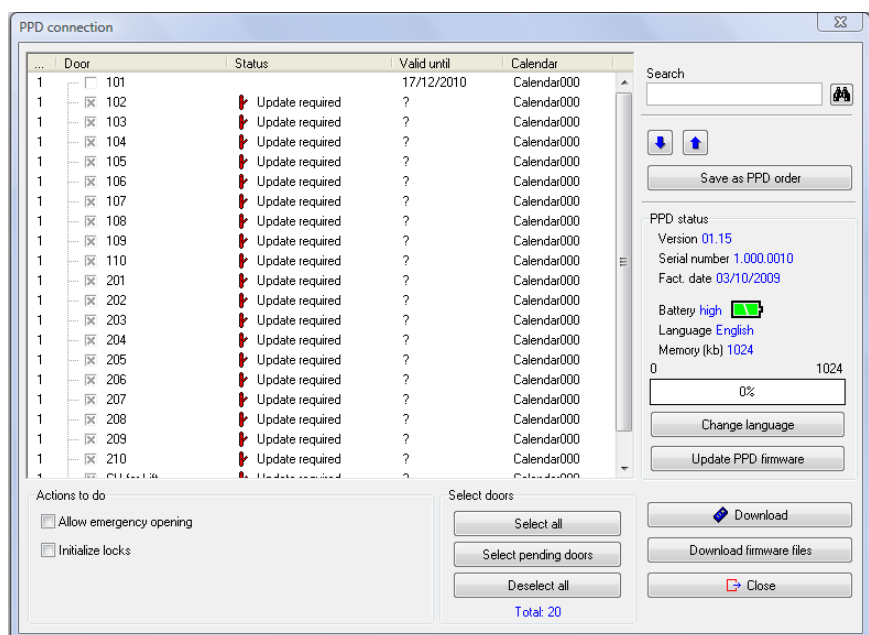 PPD connection
... Door Status Valid until Calendar
1 101 17/12/2010 Calendar000
1 102 Update required ? Calendar000
1 103 Update required ? Calendar000
1 104 Update required ? Calendar000
1 105 Update required ? Calendar000
1 106 Update required ? Calendar000
1 107 Update required ? Calendar000
1 108 Update required ? Calendar000
1 109 Update required ? Calendar000
1 110 Update required ? Calendar000
1 201 Update required ? Calendar000
1 202 Update required ? Calendar000
1 203 Update required ? Calendar000
1 204 Update required ? Calendar000
1 205 Update required ? Calendar000
1 206 Update required ? Calendar000
1 207 Update required ? Calendar000
1 208 Update required ? Calendar000
1 209 Update required ? Calendar000
1 210 Update required ? Calendar000
Search
Save as PPD order
PPD status
Version 01.15
Serial number 1.000.0010
Fact. date 03/10/2009
Battery high
Language English
Memory (kb) 1024
0 1024
0%
Change language
Update PPD firmware
Actions to do
Allow emergency opening
Initialize locks
Select doors
Select all
Select pending doors
Deselect all
Total: 20
Download
Download firmware files
Close